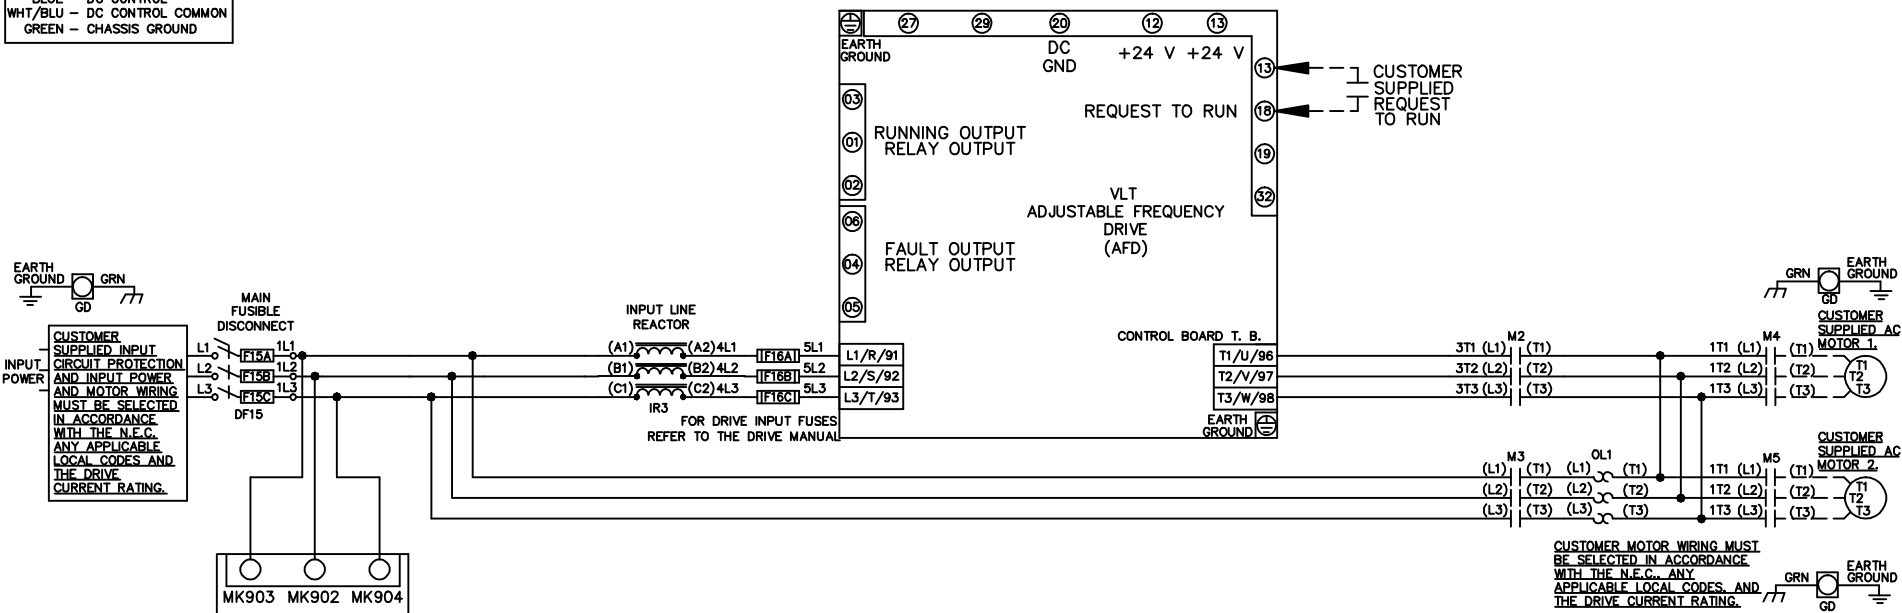 WHT/BLU – DC CONTROL COMMON
GREEN – CHASSIS GROUND
27
29
20
12
13
EARTH
GROUND
DC
GND
+24 V +24 V
13
CUSTOMER
SUPPLIED
REQUEST
TO RUN
03
REQUEST TO RUN
18
01
RUNNING OUTPUT
RELAY OUTPUT
19
02
32
VLT
ADJUSTABLE FREQUENCY
DRIVE
(AFD)
06
FAULT OUTPUT
RELAY OUTPUT
04
05
EARTH
GROUND
GRN
GD
MAIN
FUSIBLE
DISCONNECT
INPUT LINE
REACTOR
CONTROL BOARD T. B.
INPUT
POWER
CUSTOMER
SUPPLIED INPUT
CIRCUIT PROTECTION
AND INPUT POWER
AND MOTOR WIRING
MUST BE SELECTED
IN ACCORDANCE
WITH THE N.E.C.
ANY APPLICABLE
LOCAL CODES AND
THE DRIVE
CURRENT RATING.
L1 F15A 1L1
L2 F15B 1L2
L3 F15C 1L3
DF15
(A1) (A2) 4L1 F16A 5L1
(B1) (B2) 4L2 F16B 5L2
(C1) (C2) 4L3 F16C 5L3
IR3
FOR DRIVE INPUT FUSES
REFER TO THE DRIVE MANUAL
L1/R/91
L2/S/92
L3/T/93
T1/U/96
T2/V/97
T3/W/98
EARTH
GROUND
M2
3T1 (L1) (T1)
3T2 (L2) (T2)
3T3 (L3) (T3)
M4
1T1 (L1) (T1)
1T2 (L2) (T2)
1T3 (L3) (T3)
GRN
GD
EARTH
GROUND
CUSTOMER
SUPPLIED AC
MOTOR 1.
T1
T2
T3
M3
(L1) (T1)
(L2) (T2)
(L3) (T3)
OL1
(L1) (T1)
(L2) (T2)
(L3) (T3)
M5
1T1 (L1) (T1)
1T2 (L2) (T2)
1T3 (L3) (T3)
CUSTOMER
SUPPLIED AC
MOTOR 2.
T1
T2
T3
MK903 MK902 MK904
CUSTOMER MOTOR WIRING MUST
BE SELECTED IN ACCORDANCE
WITH THE N.E.C., ANY
APPLICABLE LOCAL CODES, AND
THE DRIVE CURRENT RATING.
GRN
GD
EARTH
GROUND